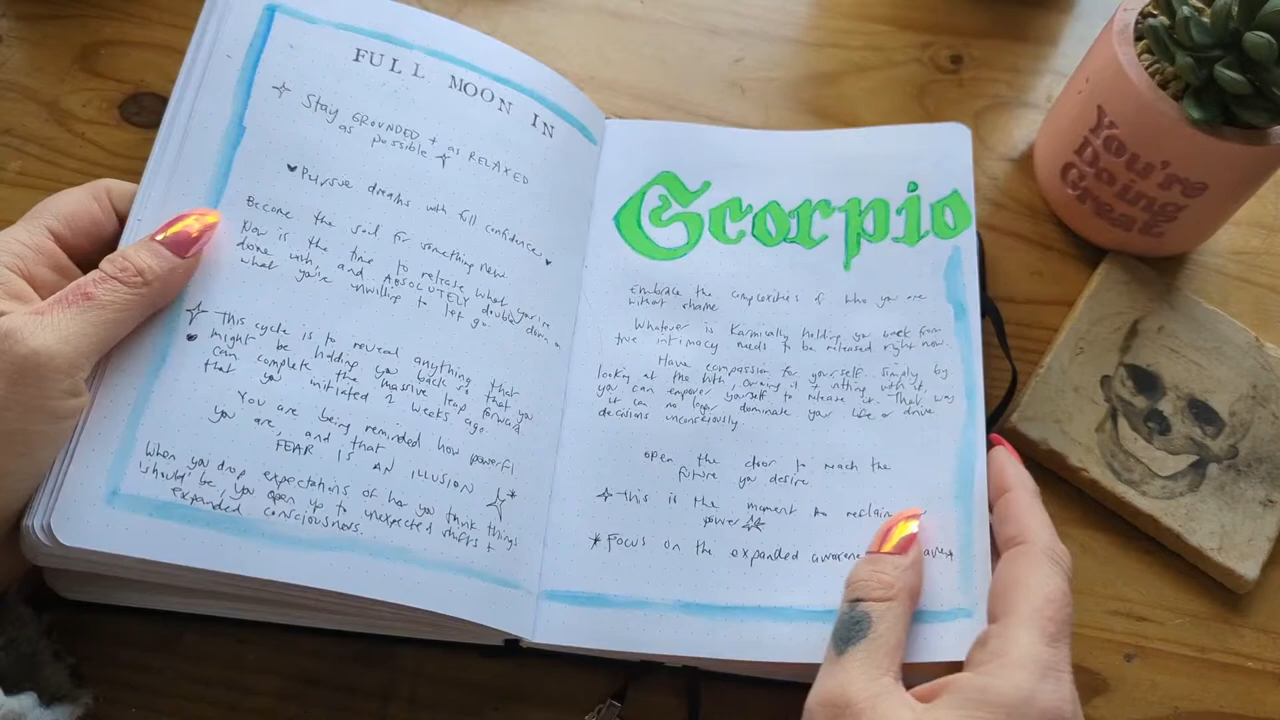 FULL MOON IN
Stay GROUNDED + as RELAXED
as possible
Pursue dreams with full confidence
Become the soil for something new
Now is the time to release what you're
done with and ABSOLUTELY double down on
what you're unwilling to let go.
This cycle is to reveal anything that
might be holding you back so that you
can complete the massive leap forward
that you initiated 2 weeks ago.
You are being reminded how powerful
you are, and that
FEAR IS AN ILLUSION *
When you drop expectations of how you think things
'should' be, you open up to unexpected shifts +
expanded consciousness.
Scorpio
Embrace the complexities of who you are
without shame
Whatever is Karmically holding you back from
true intimacy needs to be released right now.
Have compassion for yourself. Simply by
looking at the truth, owning it + sitting with it,
you can empower yourself to release it. That way
it can no longer dominate your life or drive
decisions unconsciously.
open the door to reach the
future you desire
This is the moment to reclaim
power
* Focus on the expanded
You're
Doing
Great